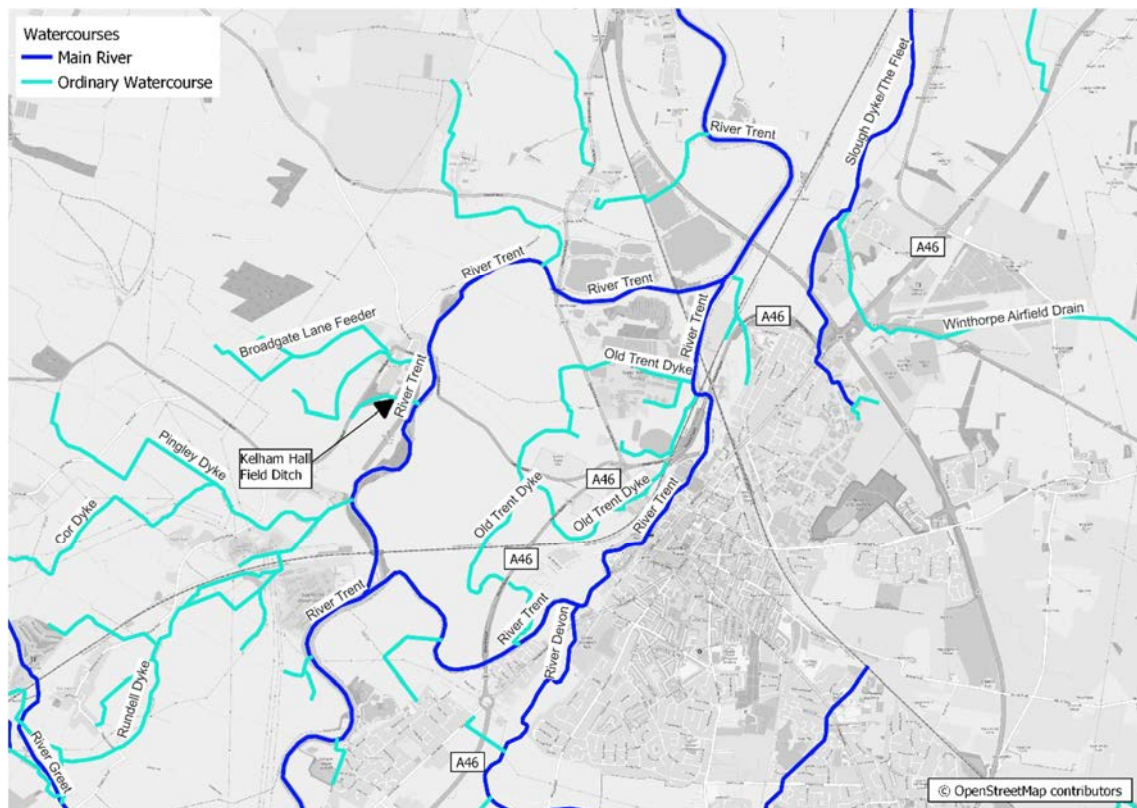 Watercourses
Main River
Ordinary Watercourse
River Trent
Slough Dyke/The Fleet
A46
River Trent
River Trent
River Trent
A46
Winthorpe Airfield Drain
Broadgate Lane Feeder
Old Trent Dyke
River Trent
Kelham Hall
Field Ditch
Pingley Dyke
Cor Dyke
A46
Old Trent Dyke
Old Trent Dyke
River Trent
A46
River Trent
River Trent
River Devon
Rundell Dyke
River Greet
A46
© OpenStreetMap contributors